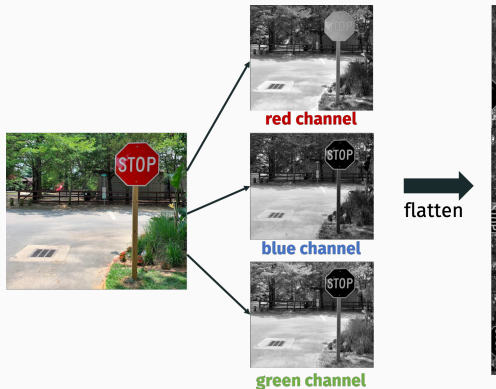 STOP
red channel
STOP
STOP
blue channel
flatten
STOP
green channel